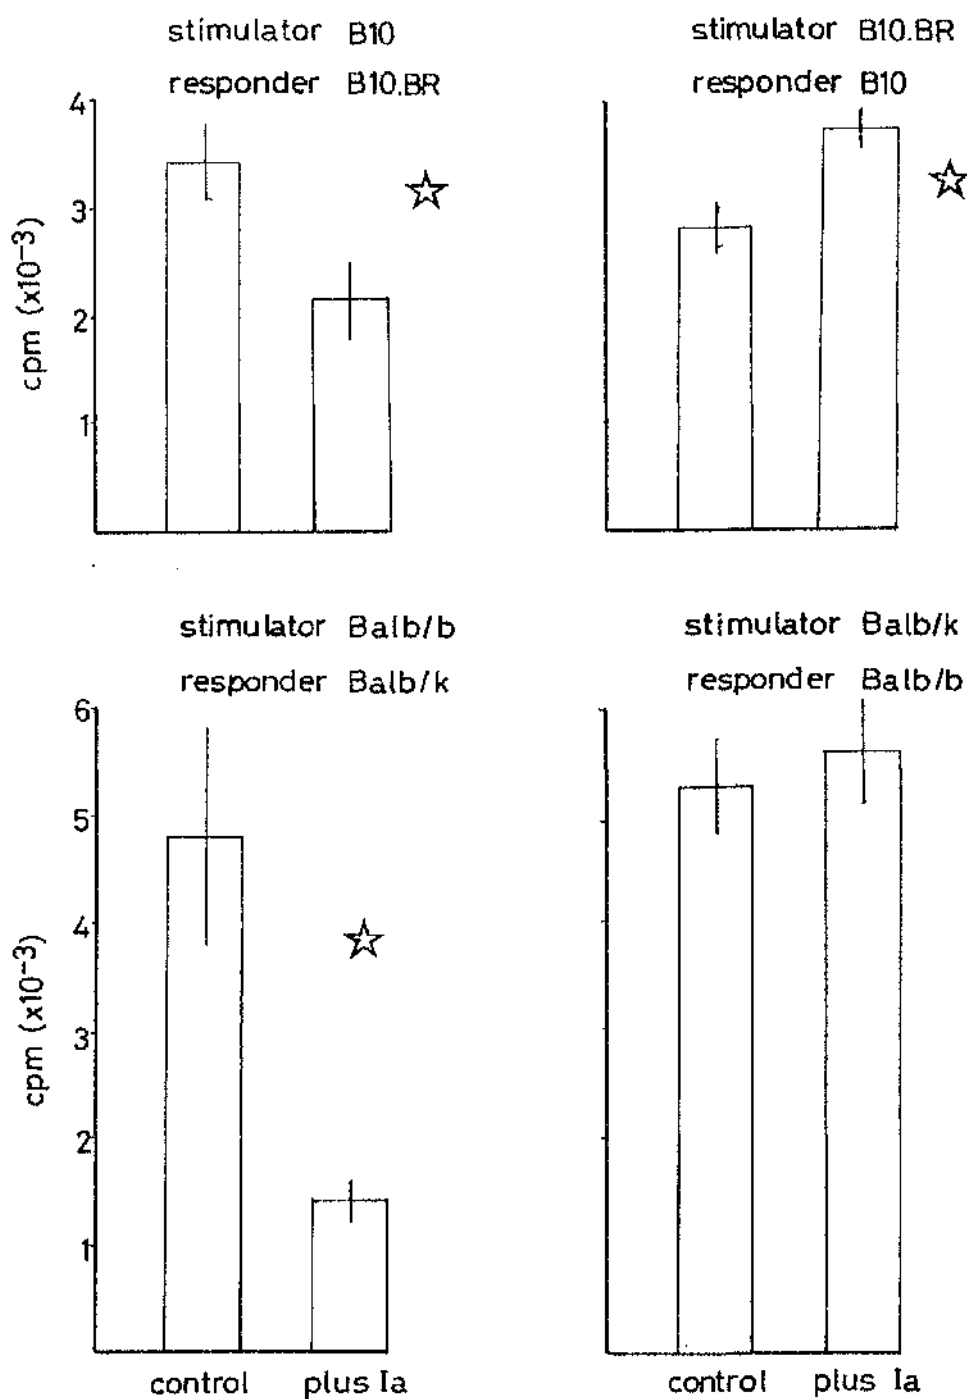 stimulator B10
responder B10.BR
stimulator B10.BR
responder B10
4
3
2
1
cpm (x10⁻³)
stimulator Balb/b
responder Balb/k
stimulator Balb/k
responder Balb/b
6
5
4
3
2
1
cpm (x10⁻³)
control plus Ia
control plus Ia